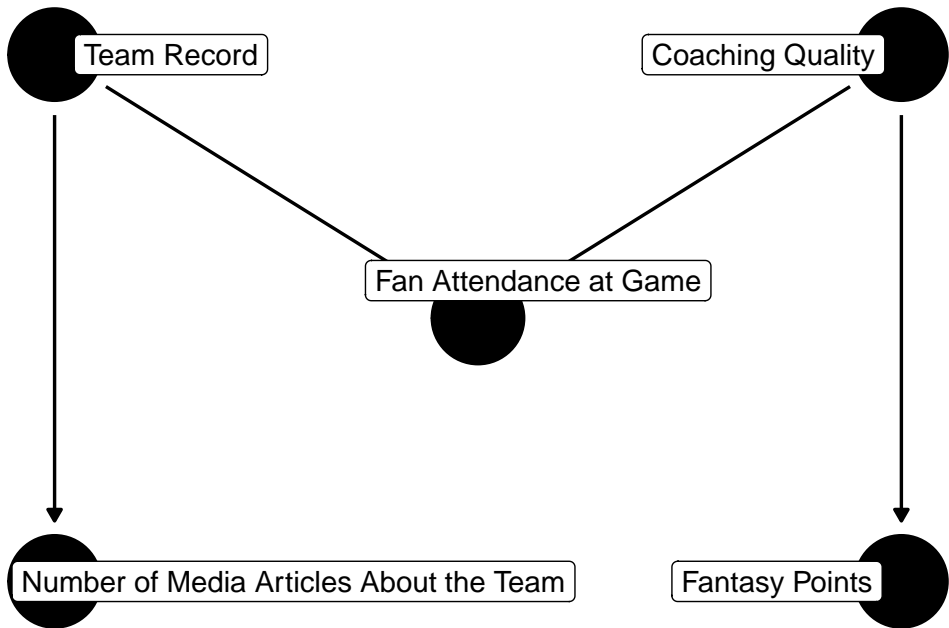 Team Record
Coaching Quality
Fan Attendance at Game
Number of Media Articles About the Team
Fantasy Points